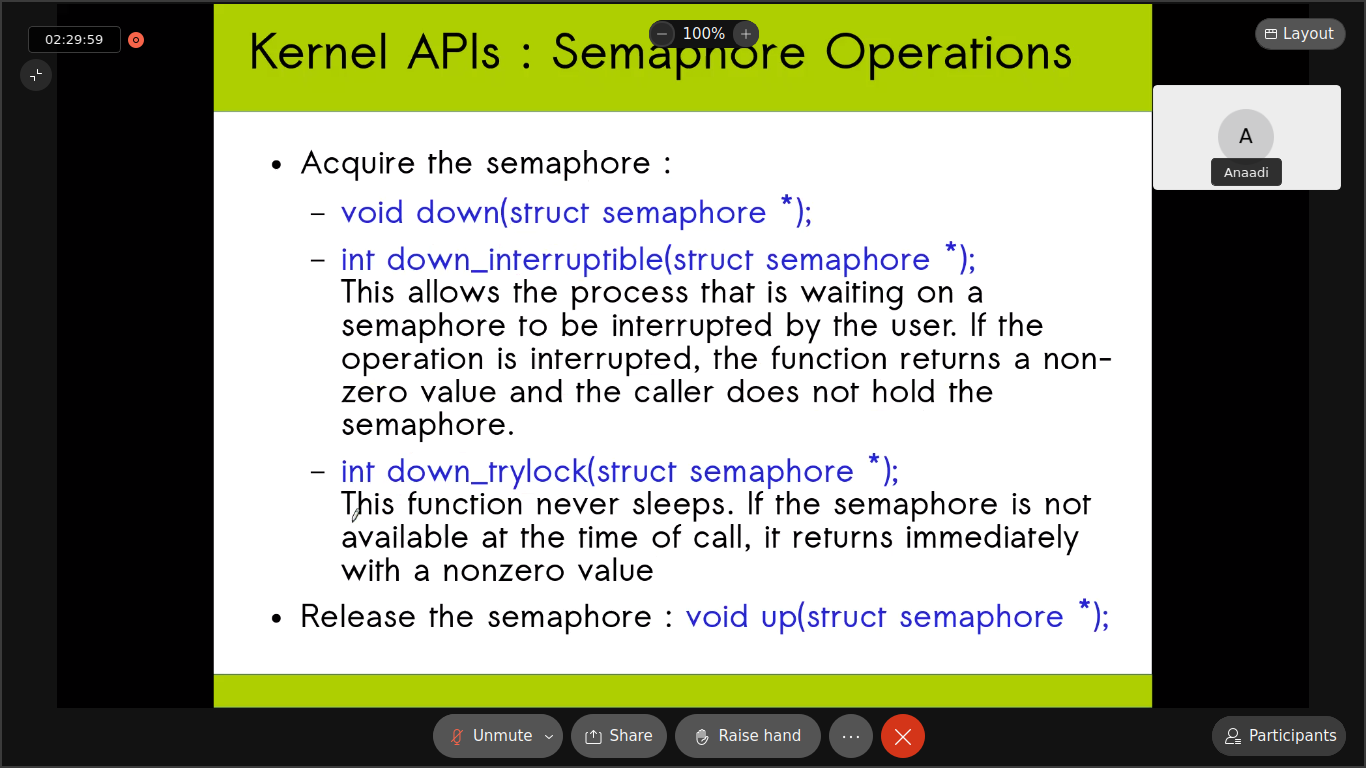 02:29:59
100%
Layout
Kernel APIs : Semaphore Operations
A
Anaadi
• Acquire the semaphore :
– void down(struct semaphore *);
– int down_interruptible(struct semaphore *);
This allows the process that is waiting on a
semaphore to be interrupted by the user. If the
operation is interrupted, the function returns a non-
zero value and the caller does not hold the
semaphore.
– int down_trylock(struct semaphore *);
This function never sleeps. If the semaphore is not
available at the time of call, it returns immediately
with a nonzero value
• Release the semaphore : void up(struct semaphore *);
Unmute
Share
Raise hand
Participants